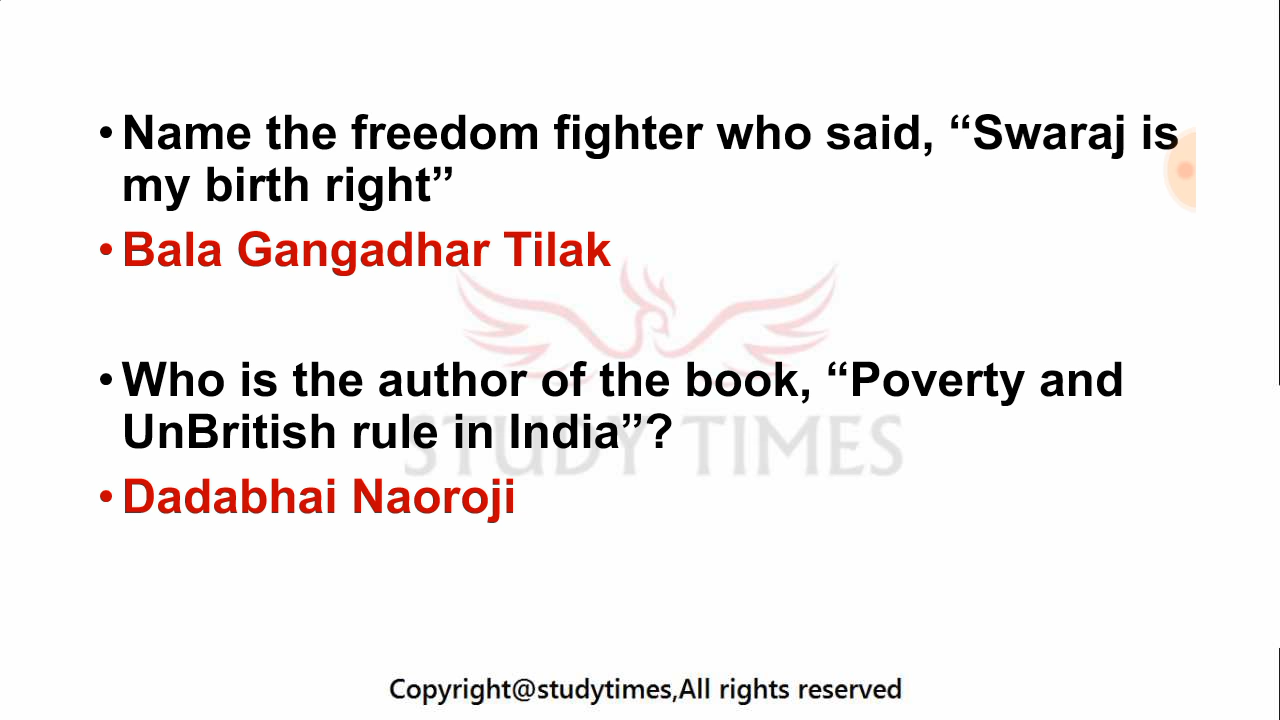 • Name the freedom fighter who said, “Swaraj is
my birth right”
• Bala Gangadhar Tilak
• Who is the author of the book, “Poverty and
UnBritish rule in India”?
STUDY TIMES
• Dadabhai Naoroji
Copyright@studytimes,All rights reserved